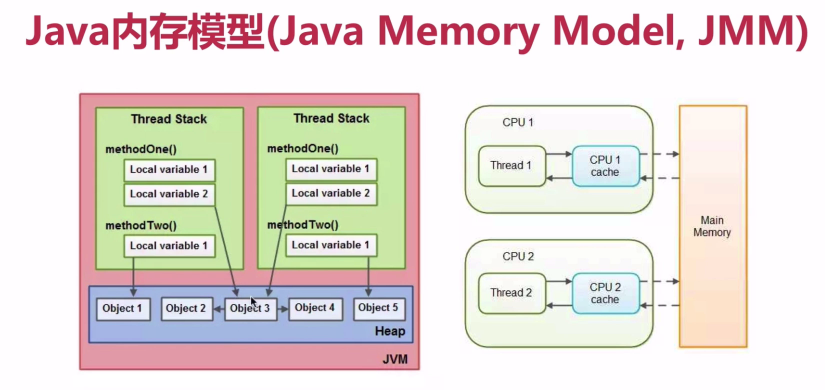 Java内存模型(Java Memory Model, JMM)
Thread Stack
methodOne()
Local variable 1
Local variable 2
methodTwo()
Local variable 1
Thread Stack
methodOne()
Local variable 1
Local variable 2
methodTwo()
Local variable 1
Object 1
Object 2
Object 3
Object 4
Object 5
Heap
JVM
CPU 1
Thread 1
CPU 1
cache
CPU 2
Thread 2
CPU 2
cache
Main
Memory